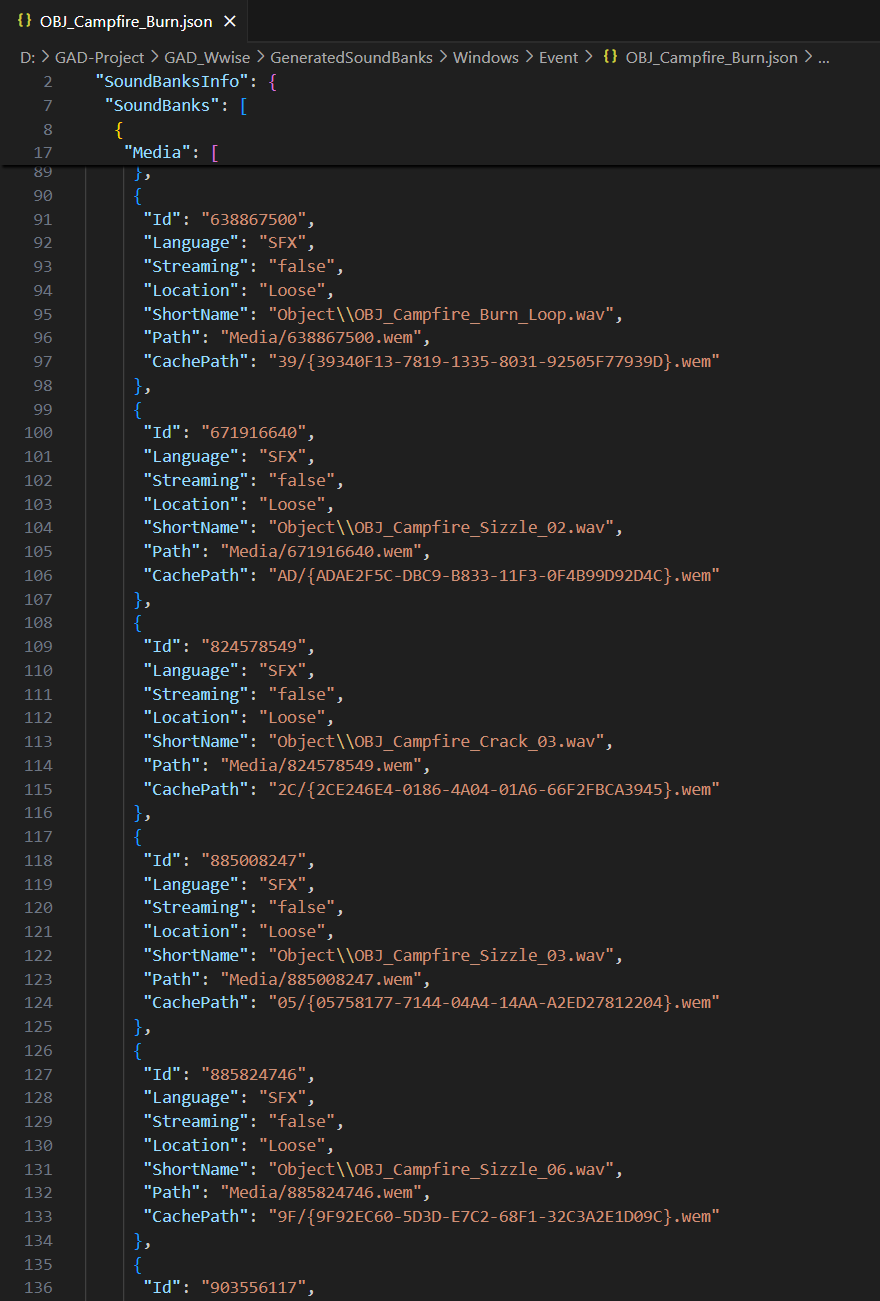 {} OBJ_Campfire_Burn.json ×
D: > GAD-Project > GAD_Wwise > GeneratedSoundBanks > Windows > Event > {} OBJ_Campfire_Burn.json > ...
2 "SoundBanksInfo": {
7 "SoundBanks": [
8 {
17 "Media": [
89 },
90 {
91 "Id": "638867500",
92 "Language": "SFX",
93 "Streaming": "false",
94 "Location": "Loose",
95 "ShortName": "Object\\OBJ_Campfire_Burn_Loop.wav",
96 "Path": "Media/638867500.wem",
97 "CachePath": "39/{39340F13-7819-1335-8031-92505F77939D}.wem"
98 },
99 {
100 "Id": "671916640",
101 "Language": "SFX",
102 "Streaming": "false",
103 "Location": "Loose",
104 "ShortName": "Object\\OBJ_Campfire_Sizzle_02.wav",
105 "Path": "Media/671916640.wem",
106 "CachePath": "AD/{ADAE2F5C-DBC9-B833-11F3-0F4B99D92D4C}.wem"
107 },
108 {
109 "Id": "824578549",
110 "Language": "SFX",
111 "Streaming": "false",
112 "Location": "Loose",
113 "ShortName": "Object\\OBJ_Campfire_Crack_03.wav",
114 "Path": "Media/824578549.wem",
115 "CachePath": "2C/{2CE246E4-0186-4A04-01A6-66F2FBCA3945}.wem"
116 },
117 {
118 "Id": "885008247",
119 "Language": "SFX",
120 "Streaming": "false",
121 "Location": "Loose",
122 "ShortName": "Object\\OBJ_Campfire_Sizzle_03.wav",
123 "Path": "Media/885008247.wem",
124 "CachePath": "05/{05758177-7144-04A4-14AA-A2ED27812204}.wem"
125 },
126 {
127 "Id": "885824746",
128 "Language": "SFX",
129 "Streaming": "false",
130 "Location": "Loose",
131 "ShortName": "Object\\OBJ_Campfire_Sizzle_06.wav",
132 "Path": "Media/885824746.wem",
133 "CachePath": "9F/{9F92EC60-5D3D-E7C2-68F1-32C3A2E1D09C}.wem"
134 },
135 {
136 "Id": "903556117",